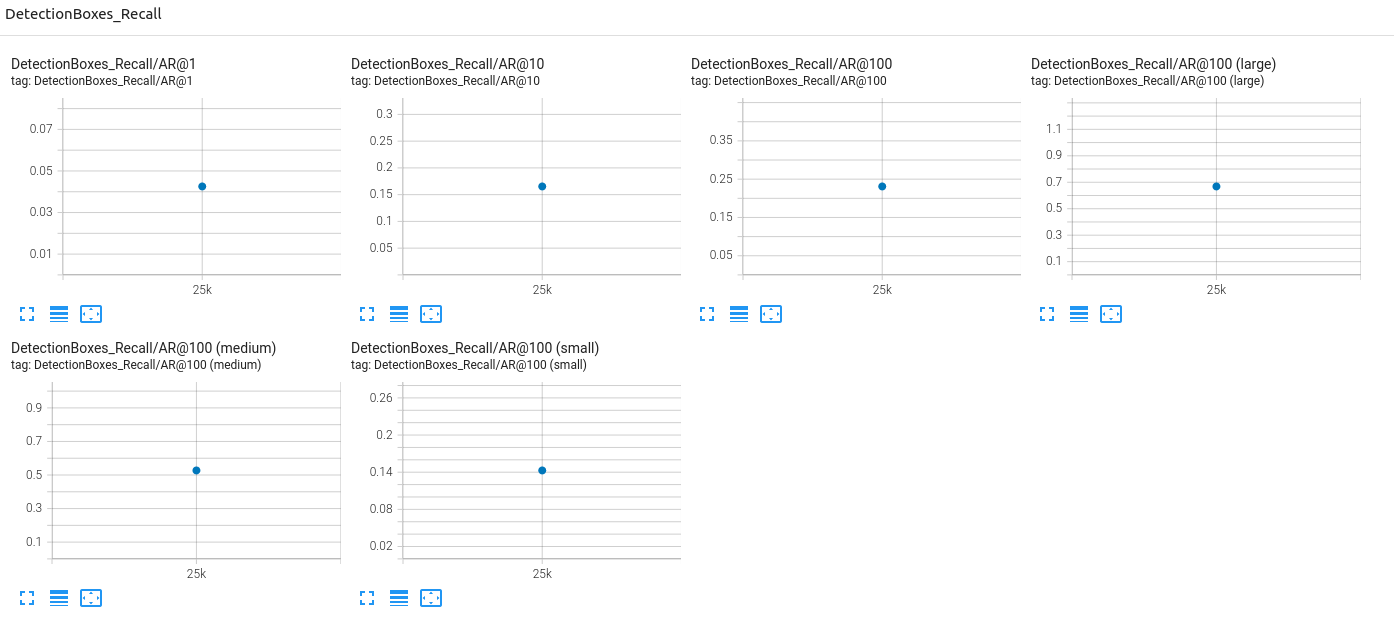 DetectionBoxes_Recall
DetectionBoxes_Recall/AR@1
tag: DetectionBoxes_Recall/AR@1
0.07
0.05
0.03
0.01
25k
DetectionBoxes_Recall/AR@10
tag: DetectionBoxes_Recall/AR@10
0.3
0.25
0.2
0.15
0.1
0.05
25k
DetectionBoxes_Recall/AR@100
tag: DetectionBoxes_Recall/AR@100
0.35
0.25
0.15
0.05
25k
DetectionBoxes_Recall/AR@100 (large)
tag: DetectionBoxes_Recall/AR@100 (large)
1.1
0.9
0.7
0.5
0.3
0.1
25k
DetectionBoxes_Recall/AR@100 (medium)
tag: DetectionBoxes_Recall/AR@100 (medium)
0.9
0.7
0.5
0.3
0.1
25k
DetectionBoxes_Recall/AR@100 (small)
tag: DetectionBoxes_Recall/AR@100 (small)
0.26
0.2
0.14
0.08
0.02
25k